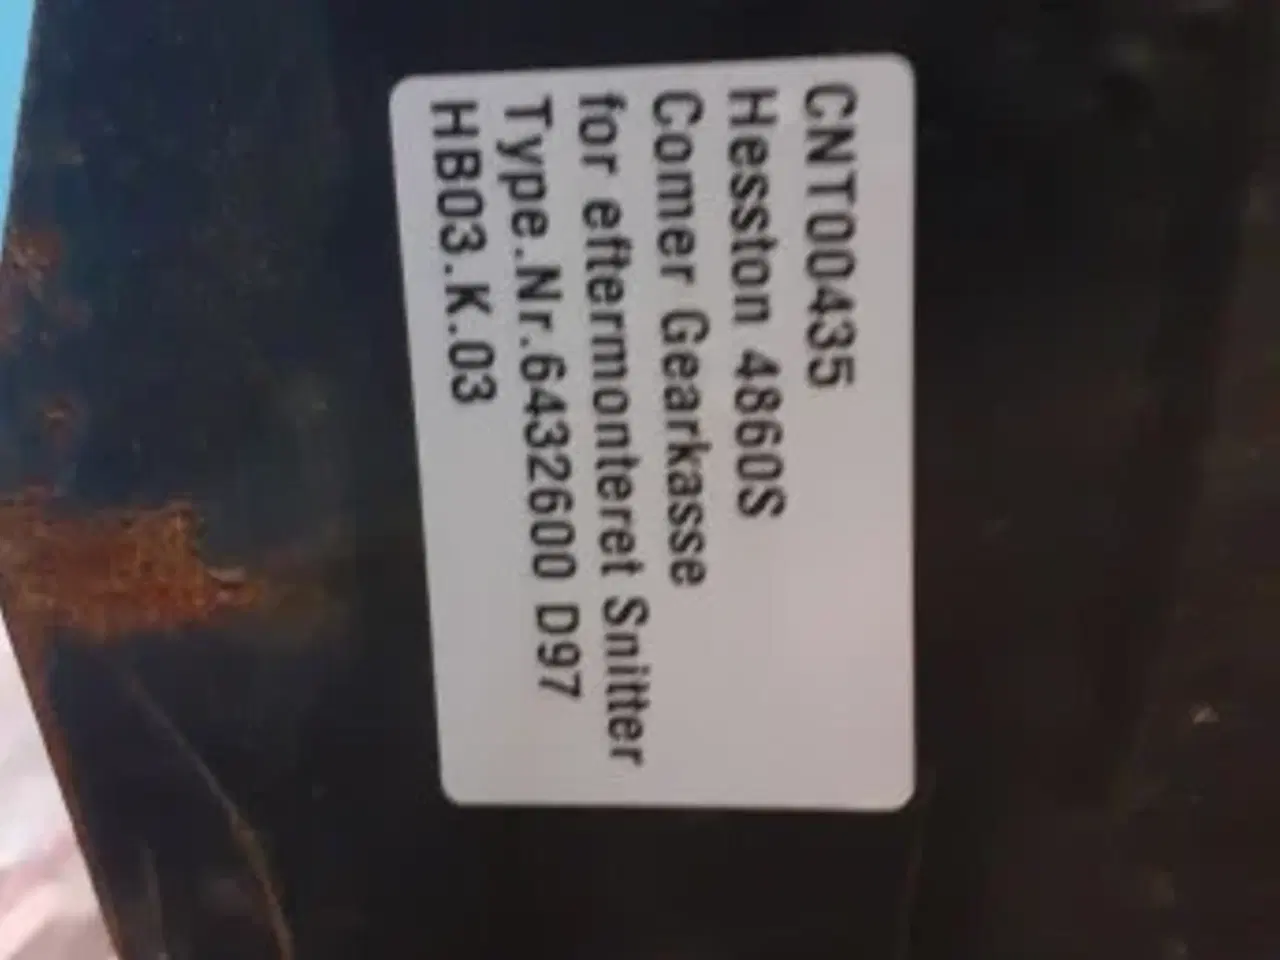 CNT00435
Hesston 4860S
Comer Gearkasse
for eftermonteret Snitter
Type.Nr.6432600 D97
HB03.K.03